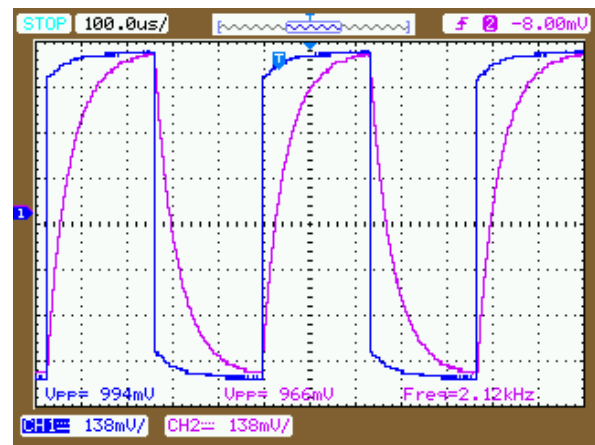 STOP 100.0us/ T ƒ 2 -8.00mV
T
1
VPP= 994mV VPP= 966mV Freq=2.12kHz
CH1 138mV/ CH2 138mV/